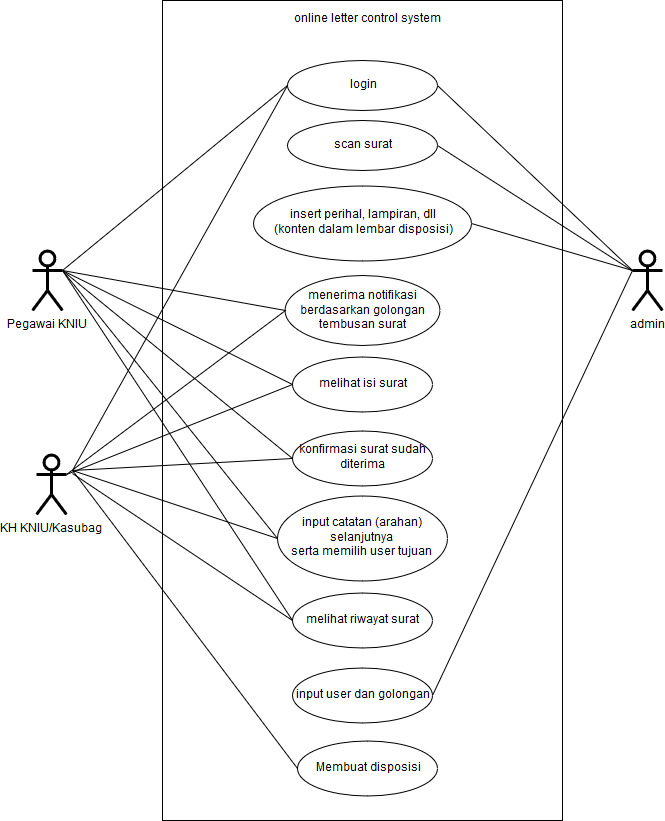 online letter control system
login
scan surat
insert perihal, lampiran, dll
(konten dalam lembar disposisi)
Pegawai KNIU
admin
menerima notifikasi
berdasarkan golongan
tembusan surat
melihat isi surat
konfirmasi surat sudah
diterima
KH KNIU/Kasubag
input catatan (arahan)
selanjutnya
serta memilih user tujuan
melihat riwayat surat
input user dan golongan
Membuat disposisi